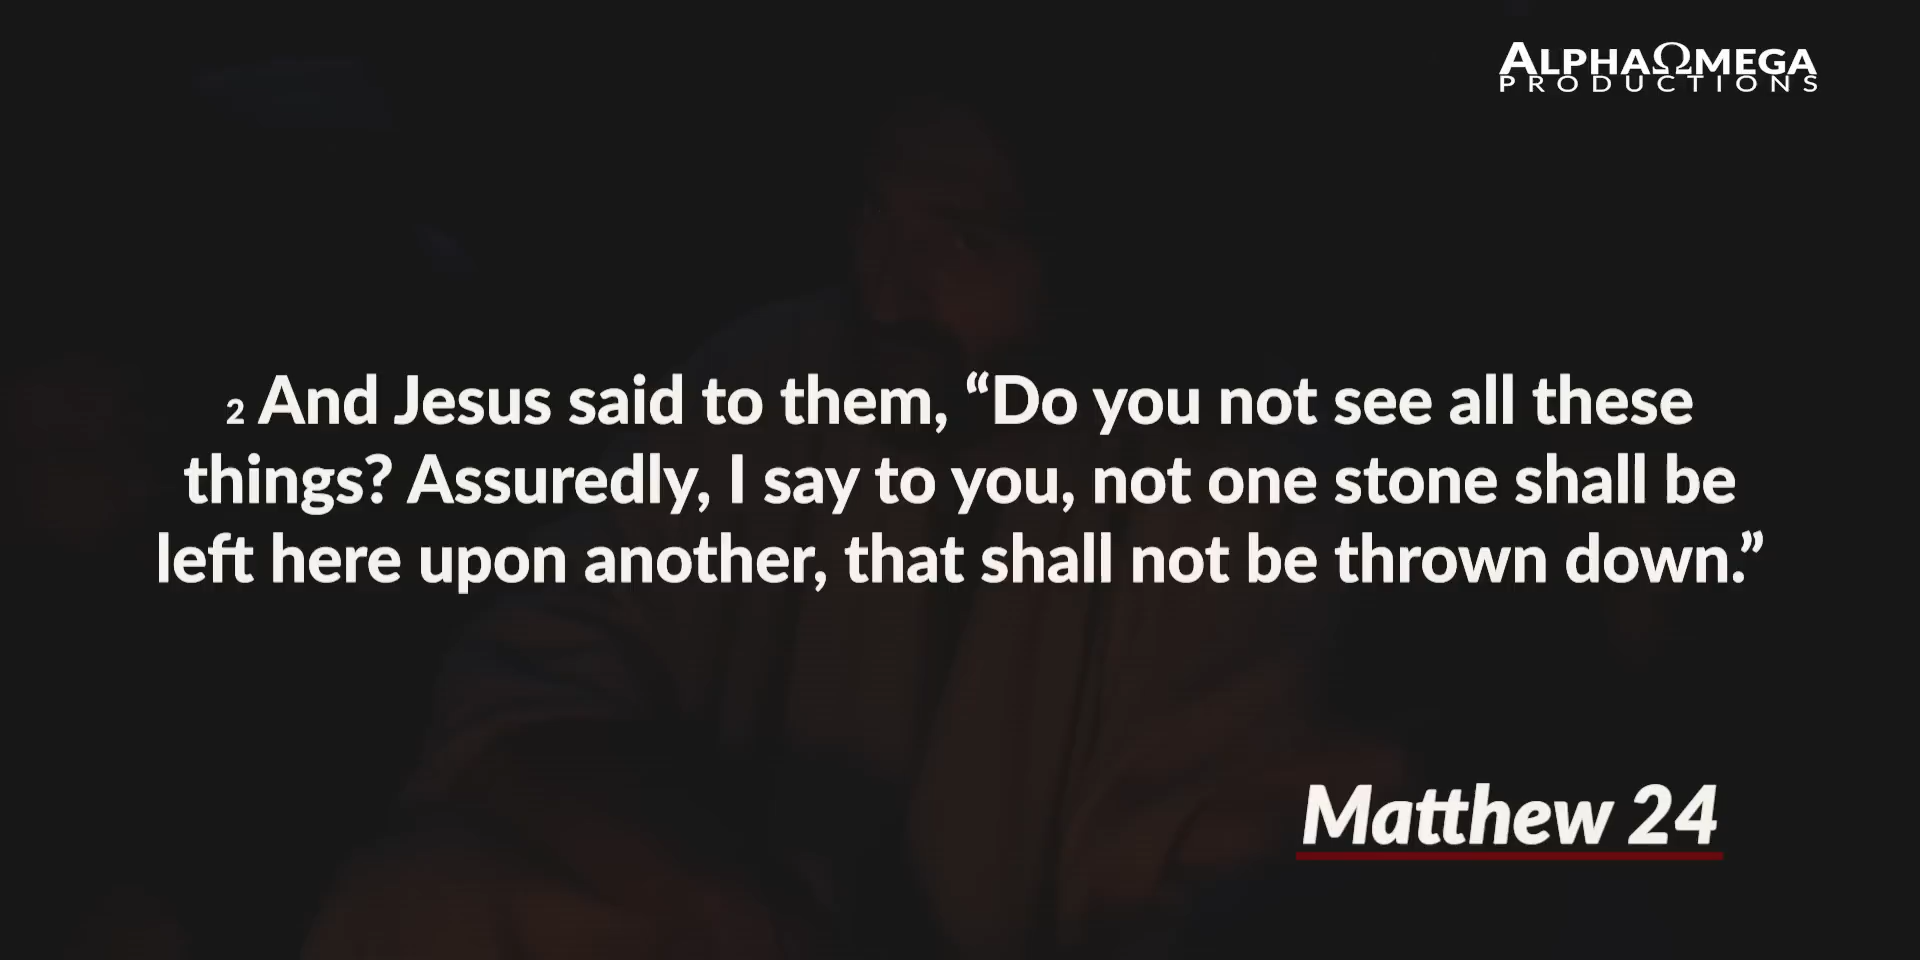 ALPHAΩMEGA
PRODUCTIONS
2 And Jesus said to them, “Do you not see all these
things? Assuredly, I say to you, not one stone shall be
left here upon another, that shall not be thrown down.”
Matthew 24